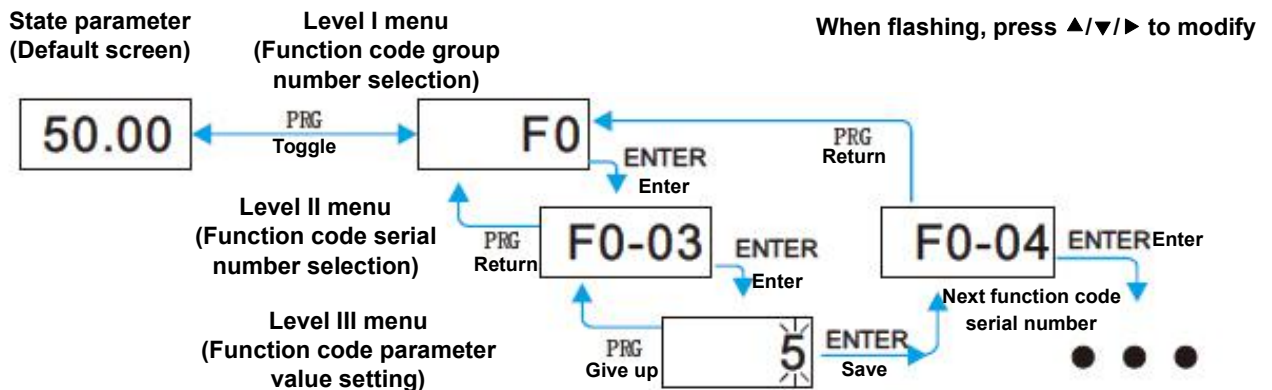 State parameter
(Default screen)
Level I menu
(Function code group
number selection)
When flashing, press ▲/▼/▶ to modify
50.00
PRG
Toggle
F0
ENTER
Enter
PRG
Return
Level II menu
(Function code serial
number selection)
PRG
Return
F0-03
ENTER
Enter
F0-04
ENTER Enter
Next function code
serial number
Level III menu
(Function code parameter
value setting)
PRG
Give up
5
ENTER
Save